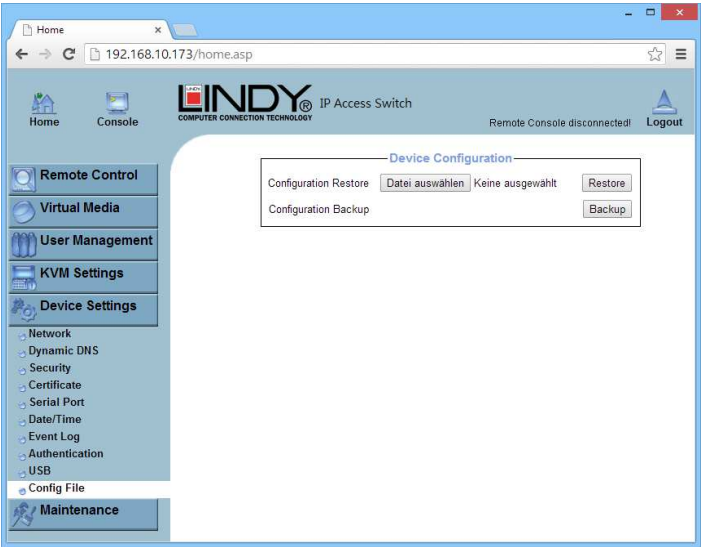 Home
192.168.10.173/home.asp
Home
Console
LINDY®
COMPUTER CONNECTION TECHNOLOGY
IP Access Switch
Remote Console disconnected!
Logout
Remote Control
Virtual Media
User Management
KVM Settings
Device Settings
Network
Dynamic DNS
Security
Certificate
Serial Port
Date/Time
Event Log
Authentication
USB
Config File
Maintenance
Device Configuration
Configuration Restore Datei auswählen Keine ausgewählt Restore
Configuration Backup Backup